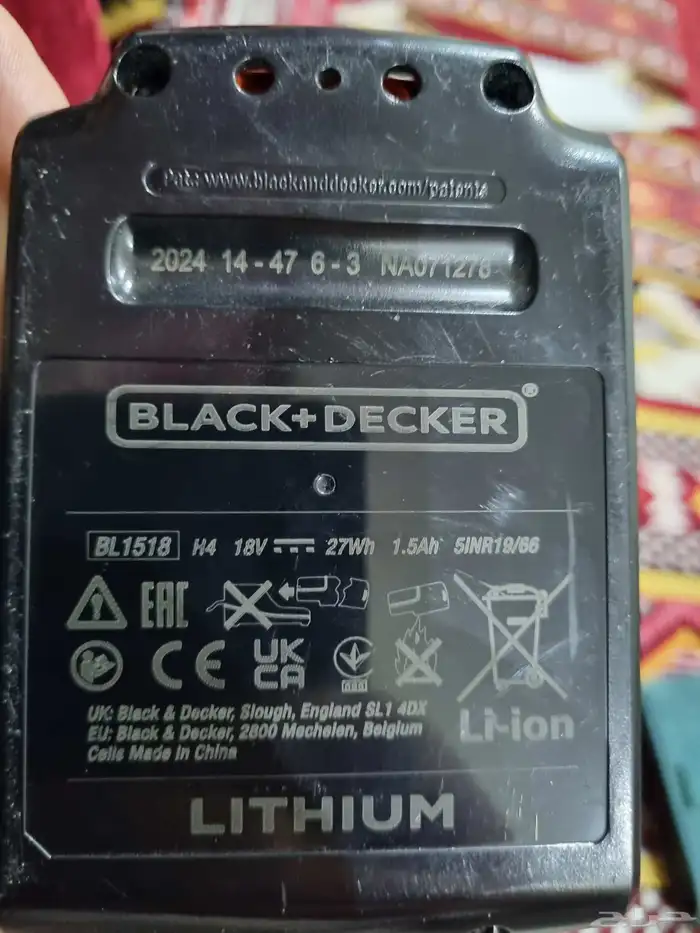 Pats www.blackanddecker.com/patents
2024 14 - 47 6 - 3 NA071278
BLACK+DECKER®
BL1518 H4 18V 27Wh 1.5Ah 5INR19/66
EAC
CE UK CA
UK: Black & Decker, Slough, England SL1 4DX
EU: Black & Decker, 2800 Mechelen, Belgium
Cells Made in China
Li-ion
LITHIUM
حراج